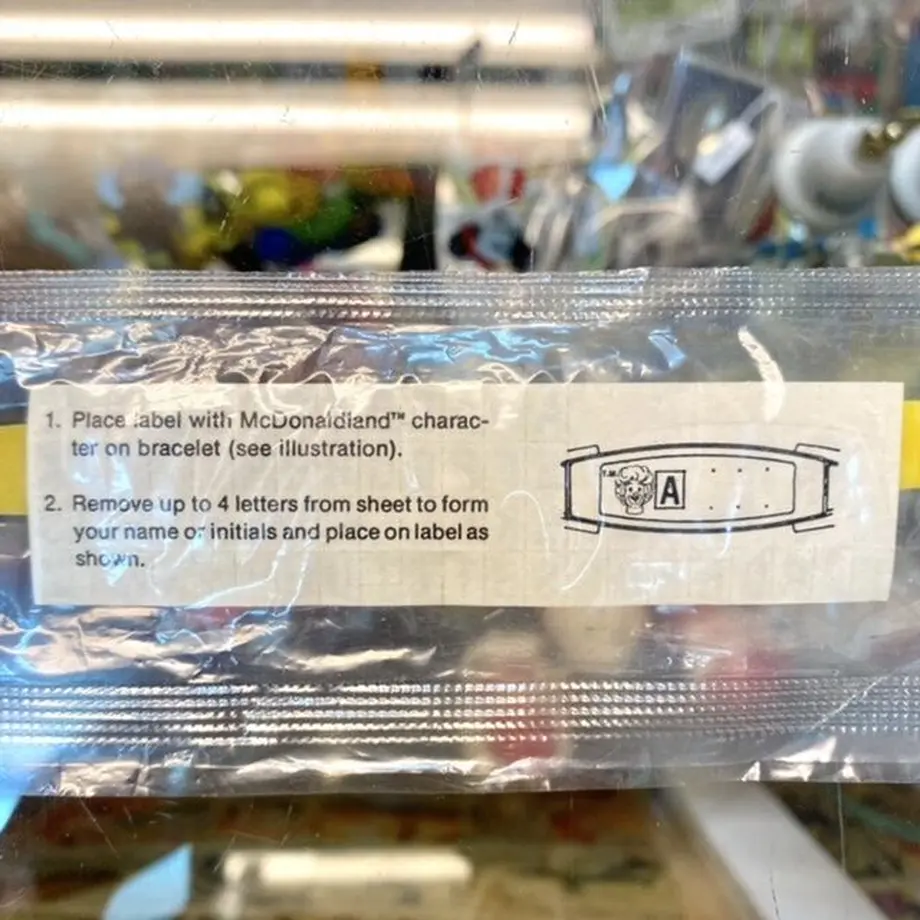 1. Place label with McDonaldland™ charac-
ter on bracelet (see illustration).
2. Remove up to 4 letters from sheet to form
your name or initials and place on label as
shown.
T.M. A